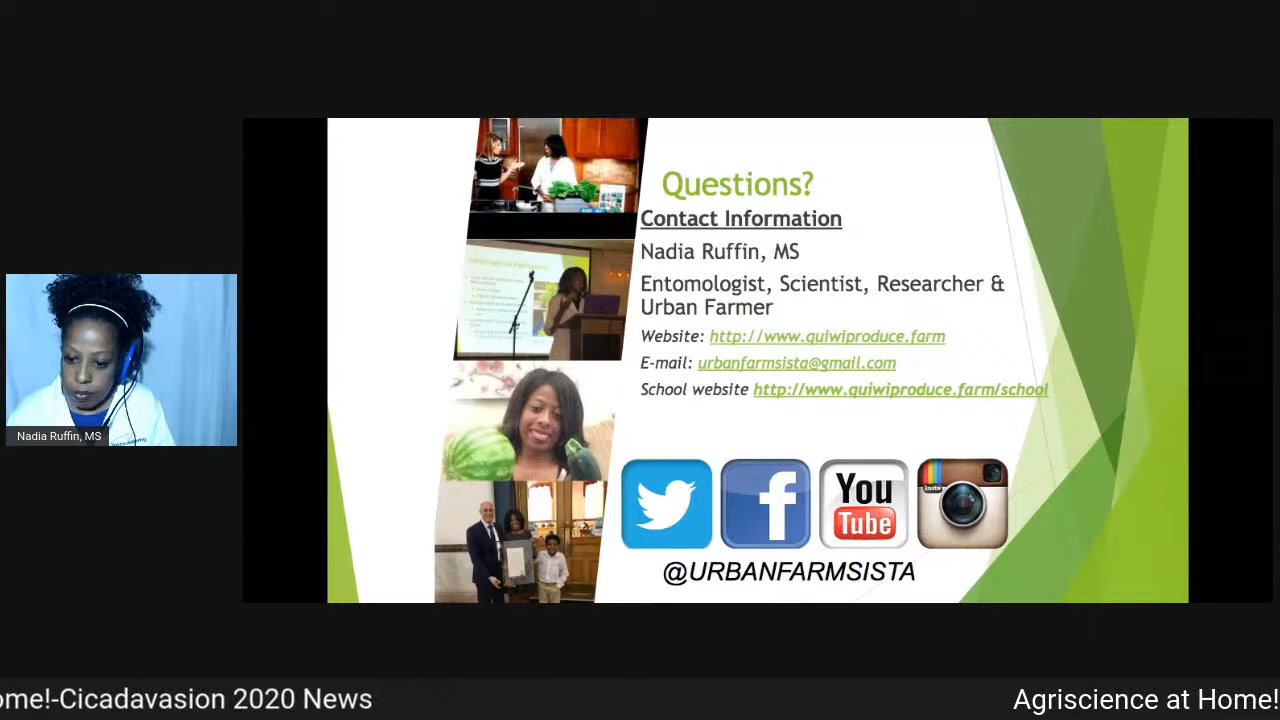 Questions?
Contact Information
Nadia Ruffin, MS
Entomologist, Scientist, Researcher &
Urban Farmer
Website: http://www.quiwiproduce.farm
E-mail: urbanfarmsista@gmail.com
School website http://www.quiwiproduce.farm/school
You
Tube
Insta
@URBANFARMSISTA
Nadia Ruffin, MS
ome!-Cicadavasion 2020 News
Agriscience at Home!